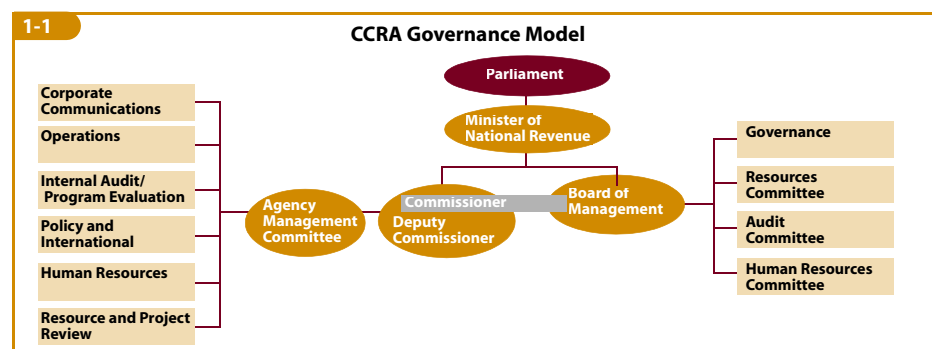 1-1
CCRA Governance Model
Parliament
Minister of
National Revenue
Corporate
Communications
Operations
Internal Audit/
Program Evaluation
Policy and
International
Human Resources
Resource and Project
Review
Agency
Management
Committee
Commissioner
Deputy
Commissioner
Board of
Management
Governance
Resources
Committee
Audit
Committee
Human Resources
Committee